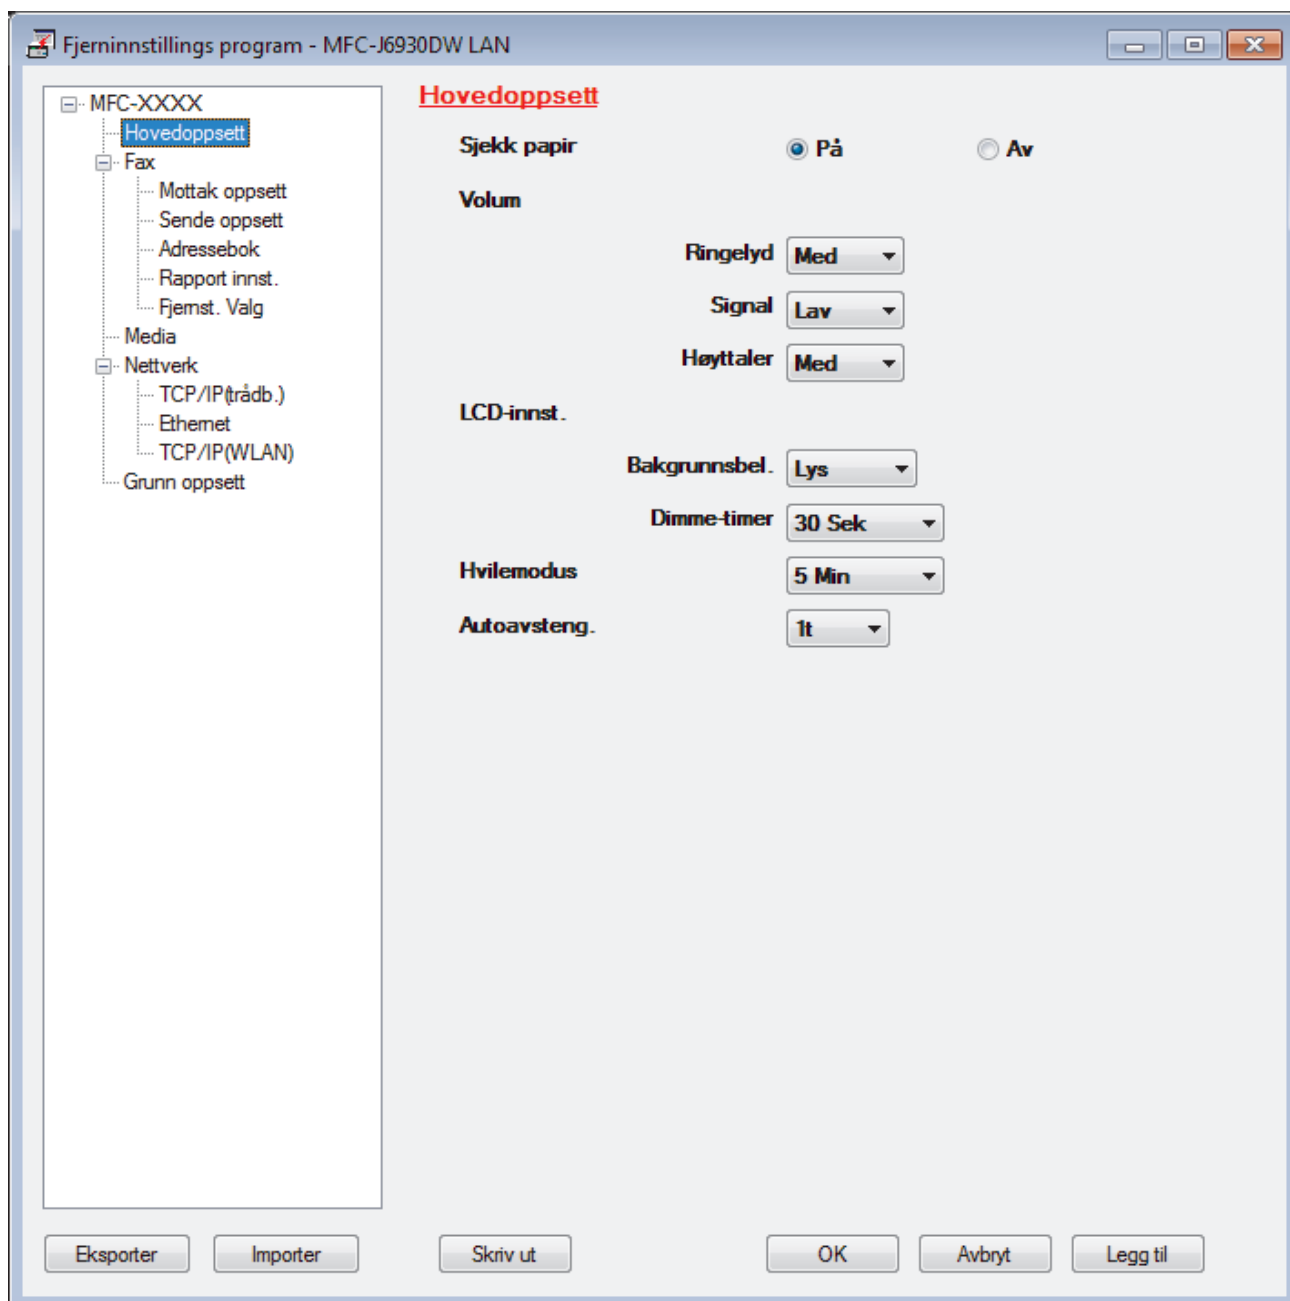 Fjerninnstillings program - MFC-J6930DW LAN
MFC-XXXX
Hovedoppsett
Fax
Mottak oppsett
Sende oppsett
Adressebok
Rapport innst.
Fjernst. Valg
Media
Nettverk
TCP/IP(trådb.)
Ethernet
TCP/IP(WLAN)
Grunn oppsett
Hovedoppsett
Sjekk papir På Av
Volum
Ringelyd Med
Signal Lav
Høyttaler Med
LCD-innst.
Bakgrunnsbel. Lys
Dimme-timer 30 Sek
Hvilemodus 5 Min
Autoavsteng. 1t
Eksporter Importer Skriv ut OK Avbryt Legg til